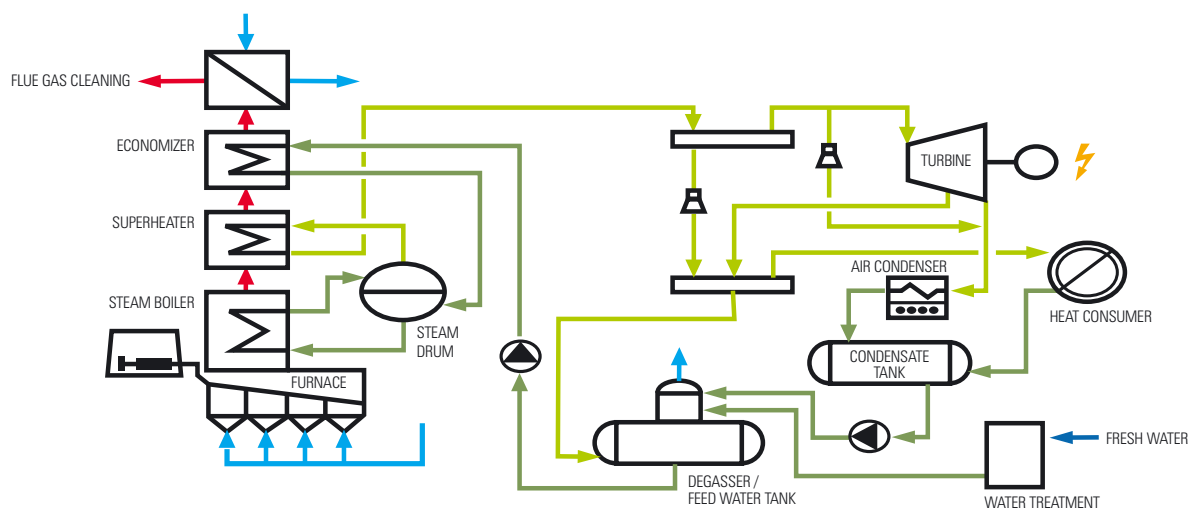 FLUE GAS CLEANING
ECONOMIZER
TURBINE
SUPERHEATER
AIR CONDENSER
STEAM BOILER
HEAT CONSUMER
STEAM
DRUM
CONDENSATE
TANK
FURNACE
FRESH WATER
DEGASSER /
FEED WATER TANK
WATER TREATMENT